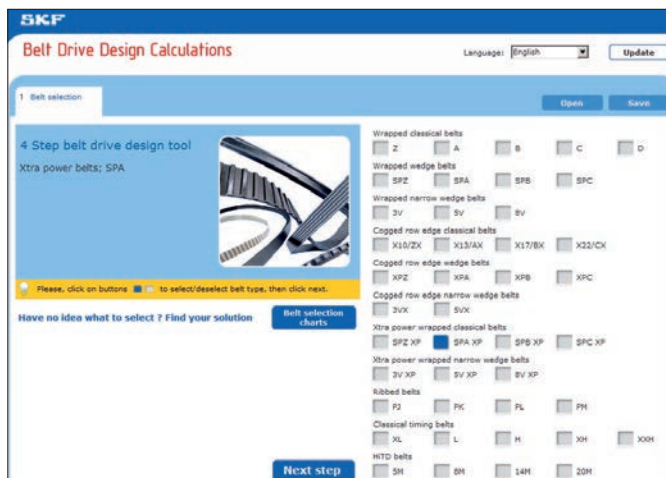 SKF
Belt Drive Design Calculations
Language: English
Update
1 Belt selection
Open
Save
4 Step belt drive design tool
Xtra power belts; SPA
Please, click on buttons to select/deselect belt type, then click next.
Have no idea what to select ? Find your solution
Belt selection
charts
Next step
Wrapped classical belts
Z A B C D
Wrapped wedge belts
SPZ SPA SPB SPC
Wrapped narrow wedge belts
3V 5V 8V
Cogged row edge classical belts
X10/ZX X13/AX X17/BX X22/CX
Cogged row edge wedge belts
XPZ XPA XPB XPC
Cogged row edge narrow wedge belts
3VX 5VX
Xtra power wrapped classical belts
SPZ XP SPA XP SPB XP SPC XP
Xtra power wrapped narrow wedge belts
3V XP 5V XP 8V XP
Ribbed belts
PJ PK PL PM
Classical timing belts
XL L H XH XXH
HiTD belts
5M 8M 14M 20M